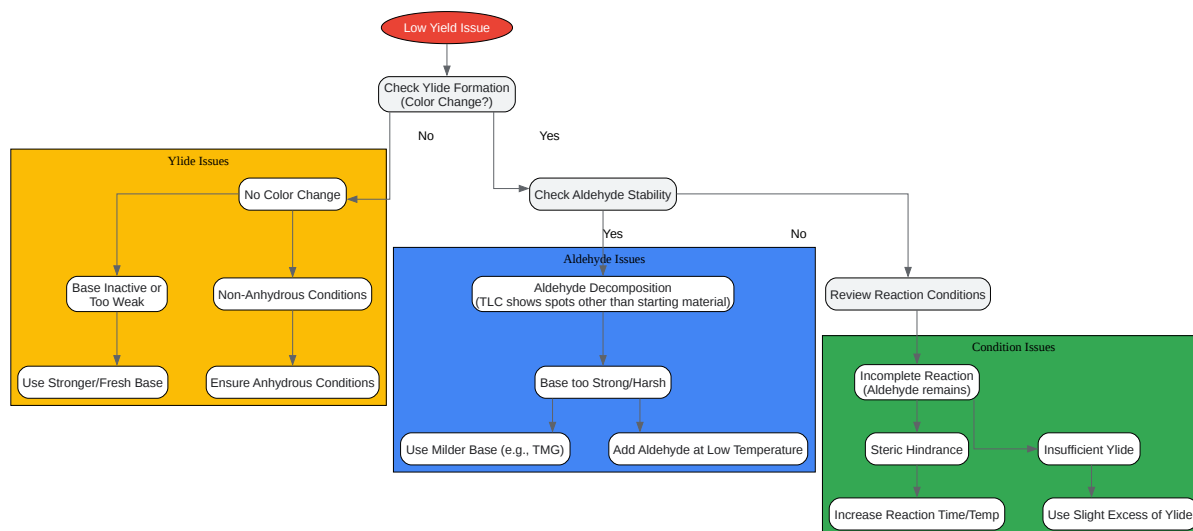 Low Yield Issue
Check Ylide Formation
(Color Change?)
No
Yes
Ylide Issues
No Color Change
Check Aldehyde Stability
Yes
No
Aldehyde Issues
Base Inactive or
Too Weak
Non-Anhydrous Conditions
Aldehyde Decomposition
(TLC shows spots other than starting material)
Review Reaction Conditions
Condition Issues
Use Stronger/Fresh Base
Ensure Anhydrous Conditions
Base too Strong/Harsh
Incomplete Reaction
(Aldehyde remains)
Use Milder Base (e.g., TMG)
Add Aldehyde at Low Temperature
Steric Hindrance
Insufficient Ylide
Increase Reaction Time/Temp
Use Slight Excess of Ylide